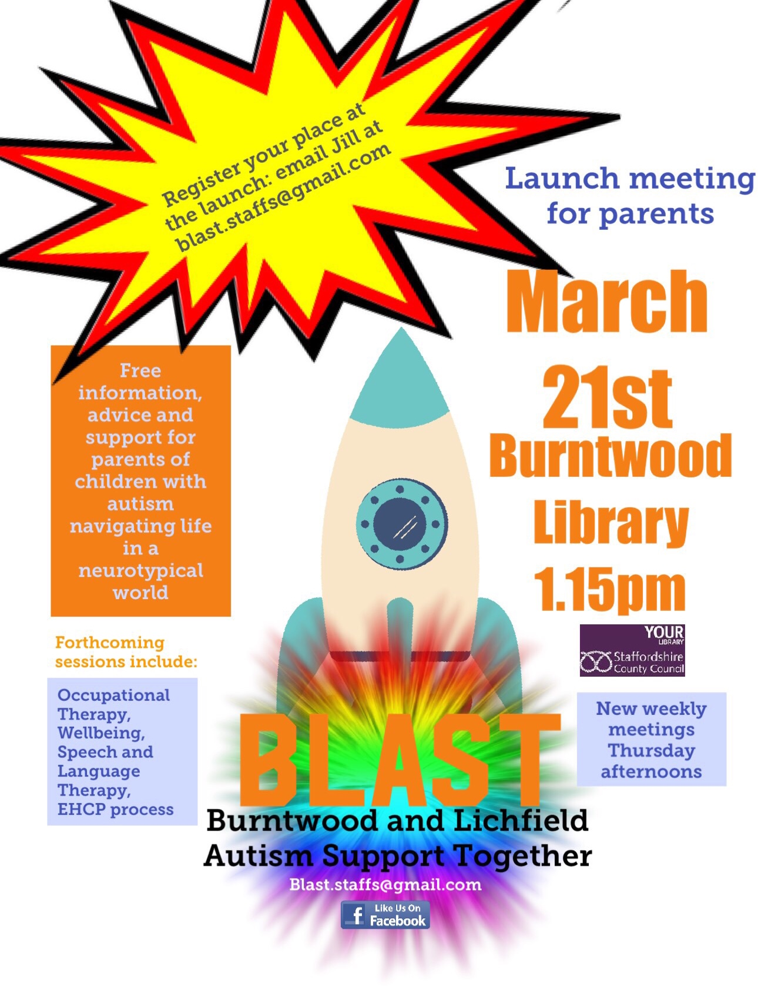 Register your place at
the launch: email Jill at
blast.staffs@gmail.com
Launch meeting
for parents
March
21st
Burntwood
Library
1.15pm
YOUR
LIBRARY
Staffordshire
County Council
Free
information,
advice and
support for
parents of
children with
autism
navigating life
in a
neurotypical
world
Forthcoming
sessions include:
Occupational
Therapy,
Wellbeing,
Speech and
Language
Therapy,
EHCP process
New weekly
meetings
Thursday
afternoons
BLAST
Burntwood and Lichfield
Autism Support Together
Blast.staffs@gmail.com
f Like Us On
Facebook